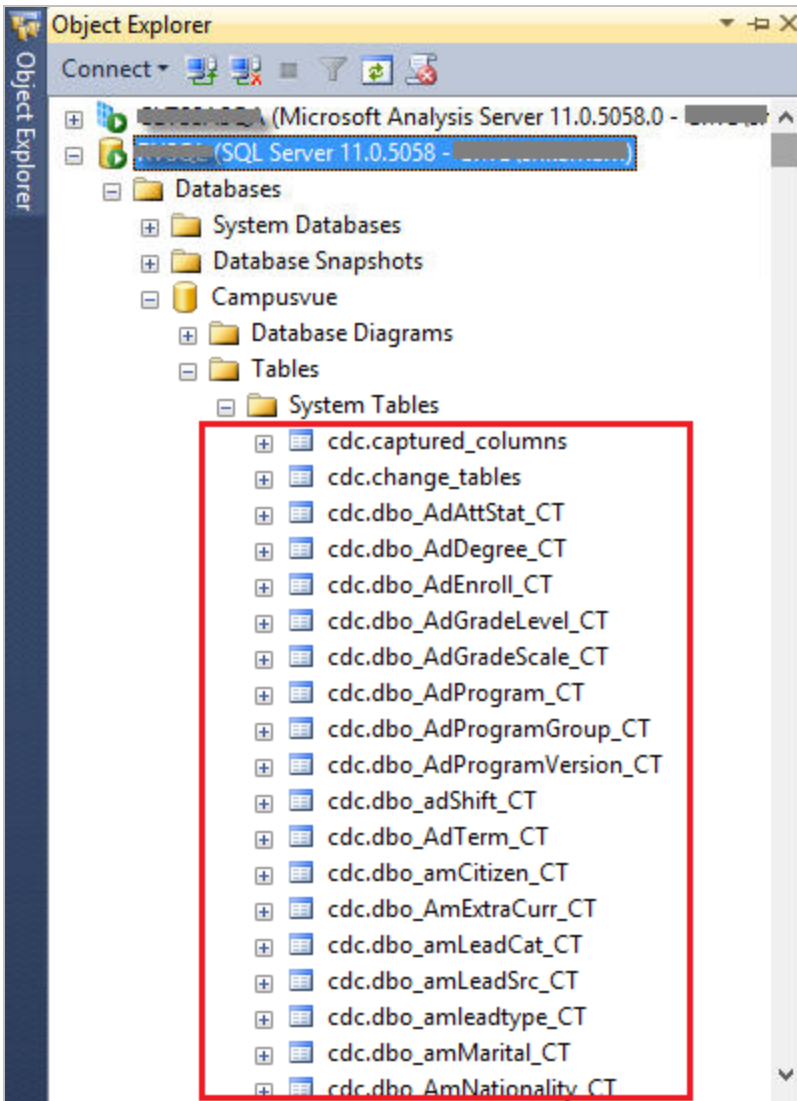 Object Explorer
Object Explorer
Connect
(Microsoft Analysis Server 11.0.5058.0 -
(SQL Server 11.0.5058 -
Databases
System Databases
Database Snapshots
Campusvue
Database Diagrams
Tables
System Tables
cdc.captured_columns
cdc.change_tables
cdc.dbo_AdAttStat_CT
cdc.dbo_AdDegree_CT
cdc.dbo_AdEnroll_CT
cdc.dbo_AdGradeLevel_CT
cdc.dbo_AdGradeScale_CT
cdc.dbo_AdProgram_CT
cdc.dbo_AdProgramGroup_CT
cdc.dbo_AdProgramVersion_CT
cdc.dbo_adShift_CT
cdc.dbo_AdTerm_CT
cdc.dbo_amCitizen_CT
cdc.dbo_AmExtraCurr_CT
cdc.dbo_amLeadCat_CT
cdc.dbo_amLeadSrc_CT
cdc.dbo_amleadtype_CT
cdc.dbo_amMarital_CT
cdc.dbo_AmNationality_CT